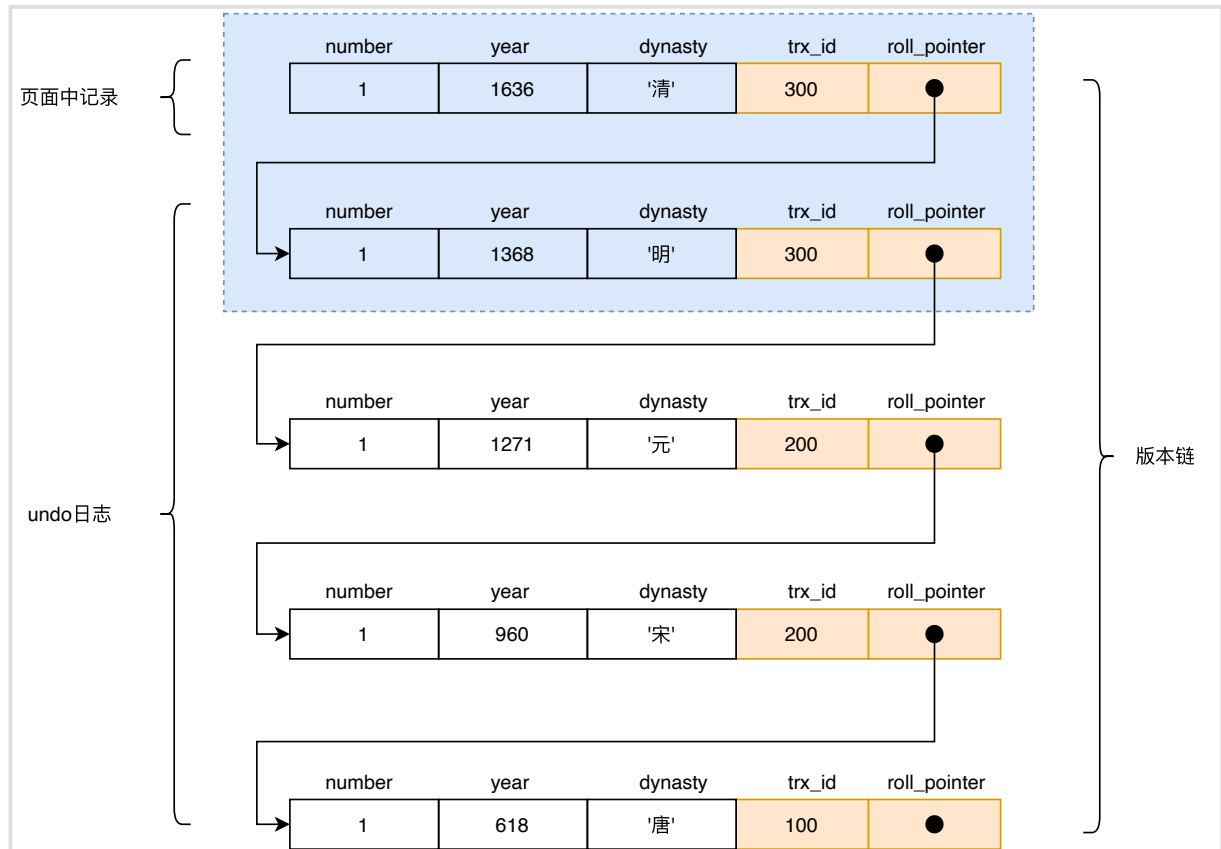 number year dynasty trx_id roll_pointer
页面中记录
1 1636 '清' 300
number year dynasty trx_id roll_pointer
1 1368 '明' 300
number year dynasty trx_id roll_pointer
1 1271 '元' 200
版本链
undo日志
number year dynasty trx_id roll_pointer
1 960 '宋' 200
number year dynasty trx_id roll_pointer
1 618 '唐' 100